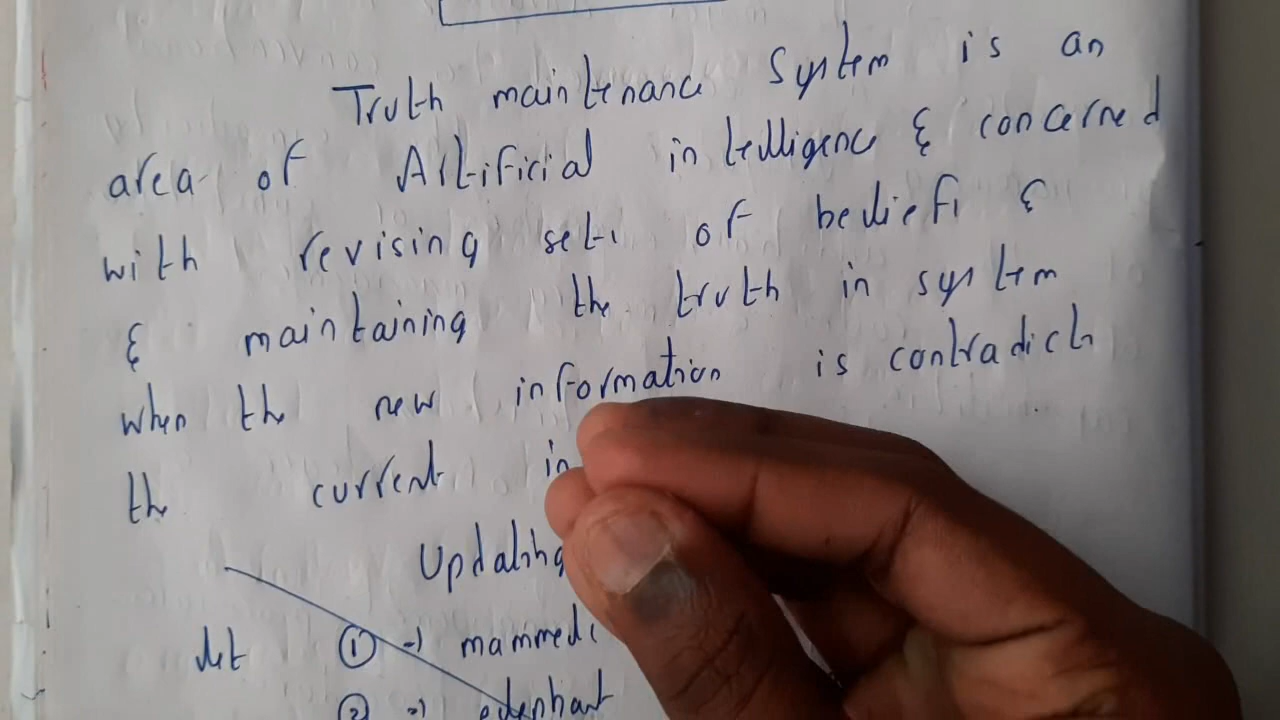 Truth maintenance System is an
area of Artificial intelligence & concerned
with revising sets of beliefs &
& maintaining the truth in system
when the new information is contradicts
the current in
Updating
let ① => mammals
② => elephant